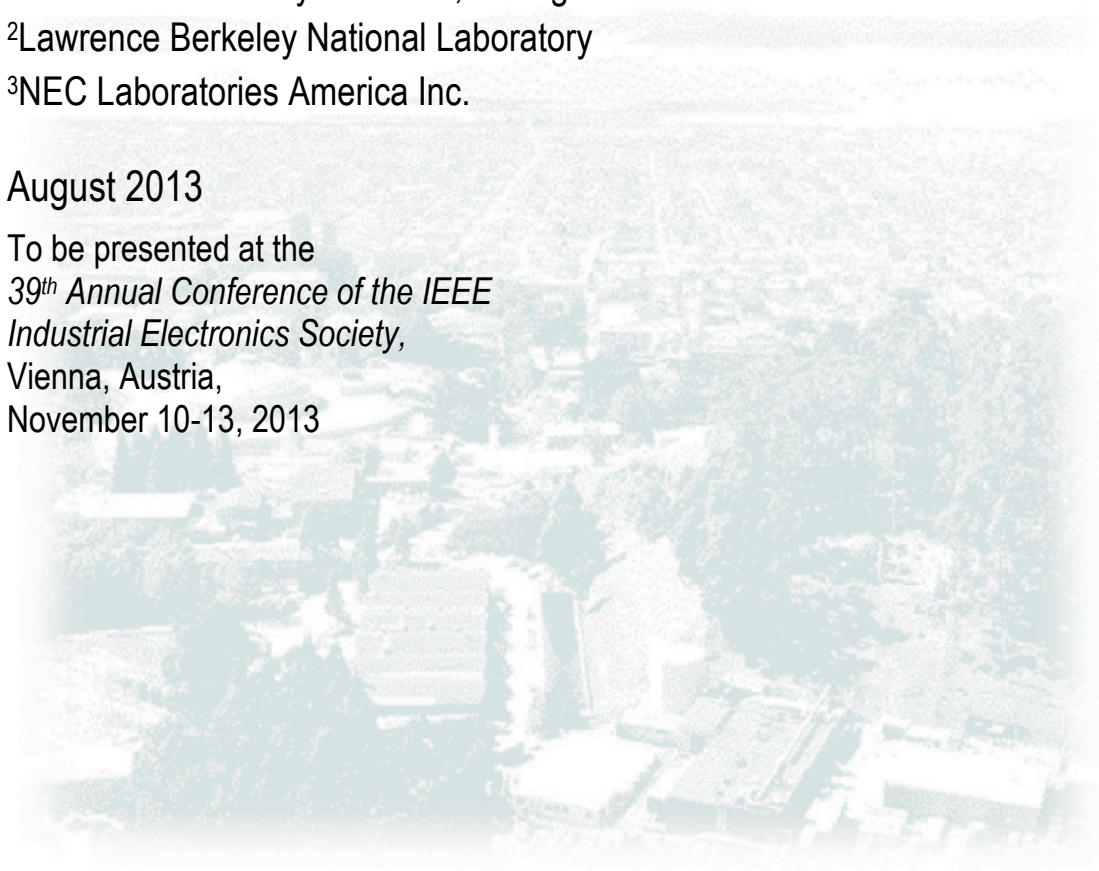 ²Lawrence Berkeley National Laboratory
³NEC Laboratories America Inc.
August 2013
To be presented at the
39th Annual Conference of the IEEE
Industrial Electronics Society,
Vienna, Austria,
November 10-13, 2013